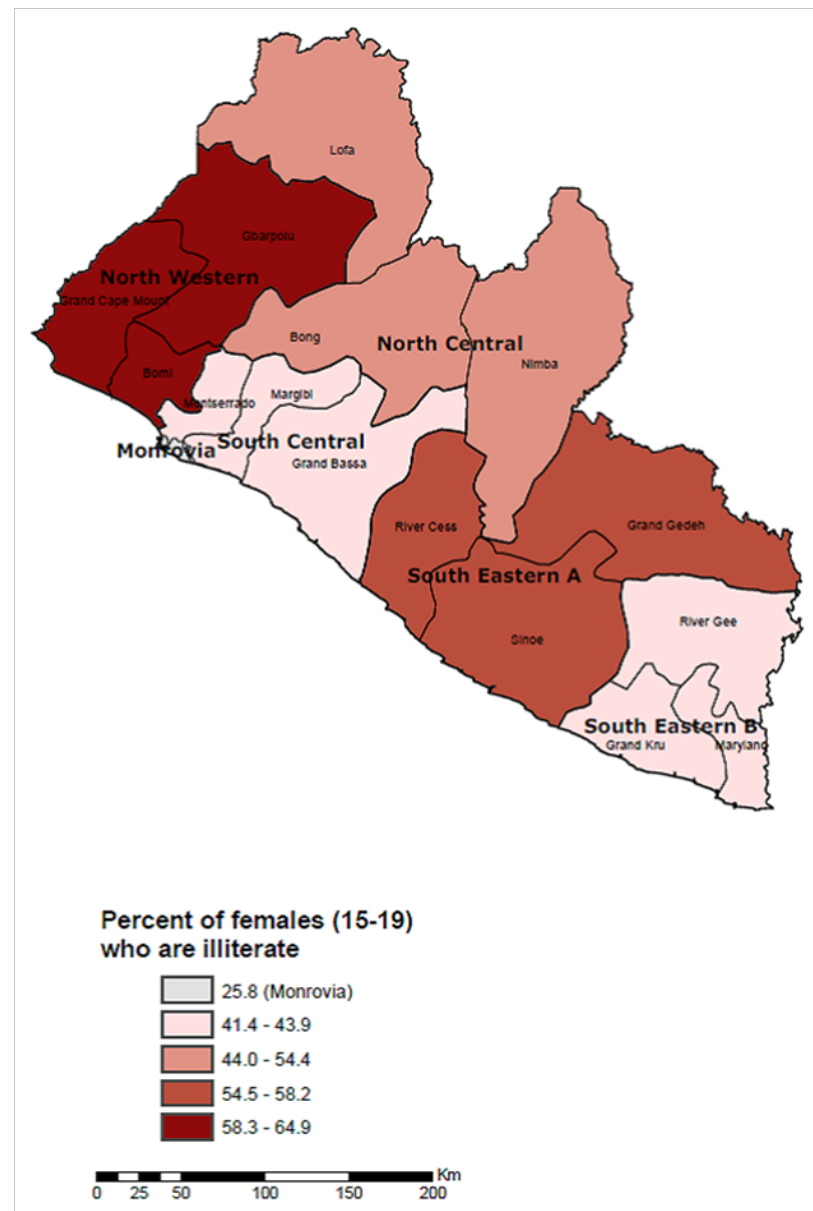 Lofa
Gbarpolu
North Western
Grand Cape Mount
Bong
North Central
Nimba
Bomi
Montserrado
Margibi
Monrovia
South Central
Grand Bassa
River Cess
Grand Gedeh
South Eastern A
River Gee
Sinoe
South Eastern B
Grand Kru
Maryland
Percent of females (15-19)
who are illiterate
25.8 (Monrovia)
41.4 - 43.9
44.0 - 54.4
54.5 - 58.2
58.3 - 64.9
Km
0 25 50 100 150 200